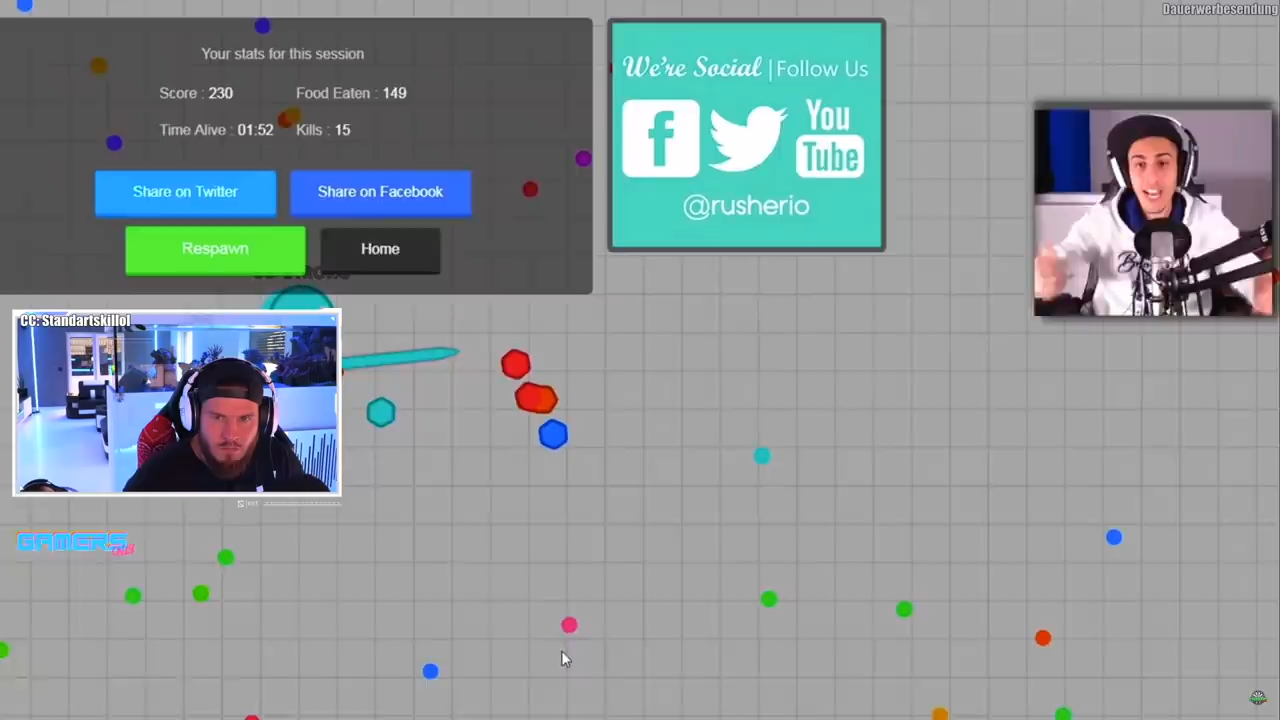 Dauerwerbesendung
Your stats for this session
Score : 230
Food Eaten : 149
Time Alive : 01:52
Kills : 15
Share on Twitter
Share on Facebook
Respawn
Home
We're Social | Follow Us
You
Tube
@rusherio
CC: Standartskill01
GAMERS